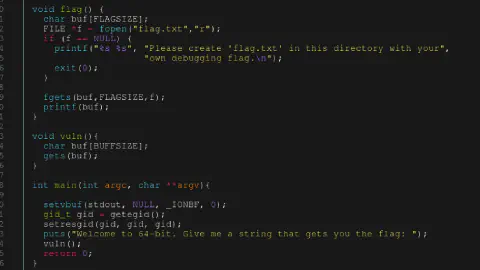 void flag() {
char buf[FLAGSIZE];
FILE *f = fopen("flag.txt","r");
if (f == NULL) {
printf("%s %s", "Please create 'flag.txt' in this directory with your",
"own debugging flag.\n");
exit(0);
}
fgets(buf,FLAGSIZE,f);
printf(buf);
}
void vuln(){
char buf[BUFFSIZE];
gets(buf);
}
int main(int argc, char **argv){
setvbuf(stdout, NULL, _IONBF, 0);
gid_t gid = getegid();
setresgid(gid, gid, gid);
puts("Welcome to 64-bit. Give me a string that gets you the flag: ");
vuln();
return 0;
}